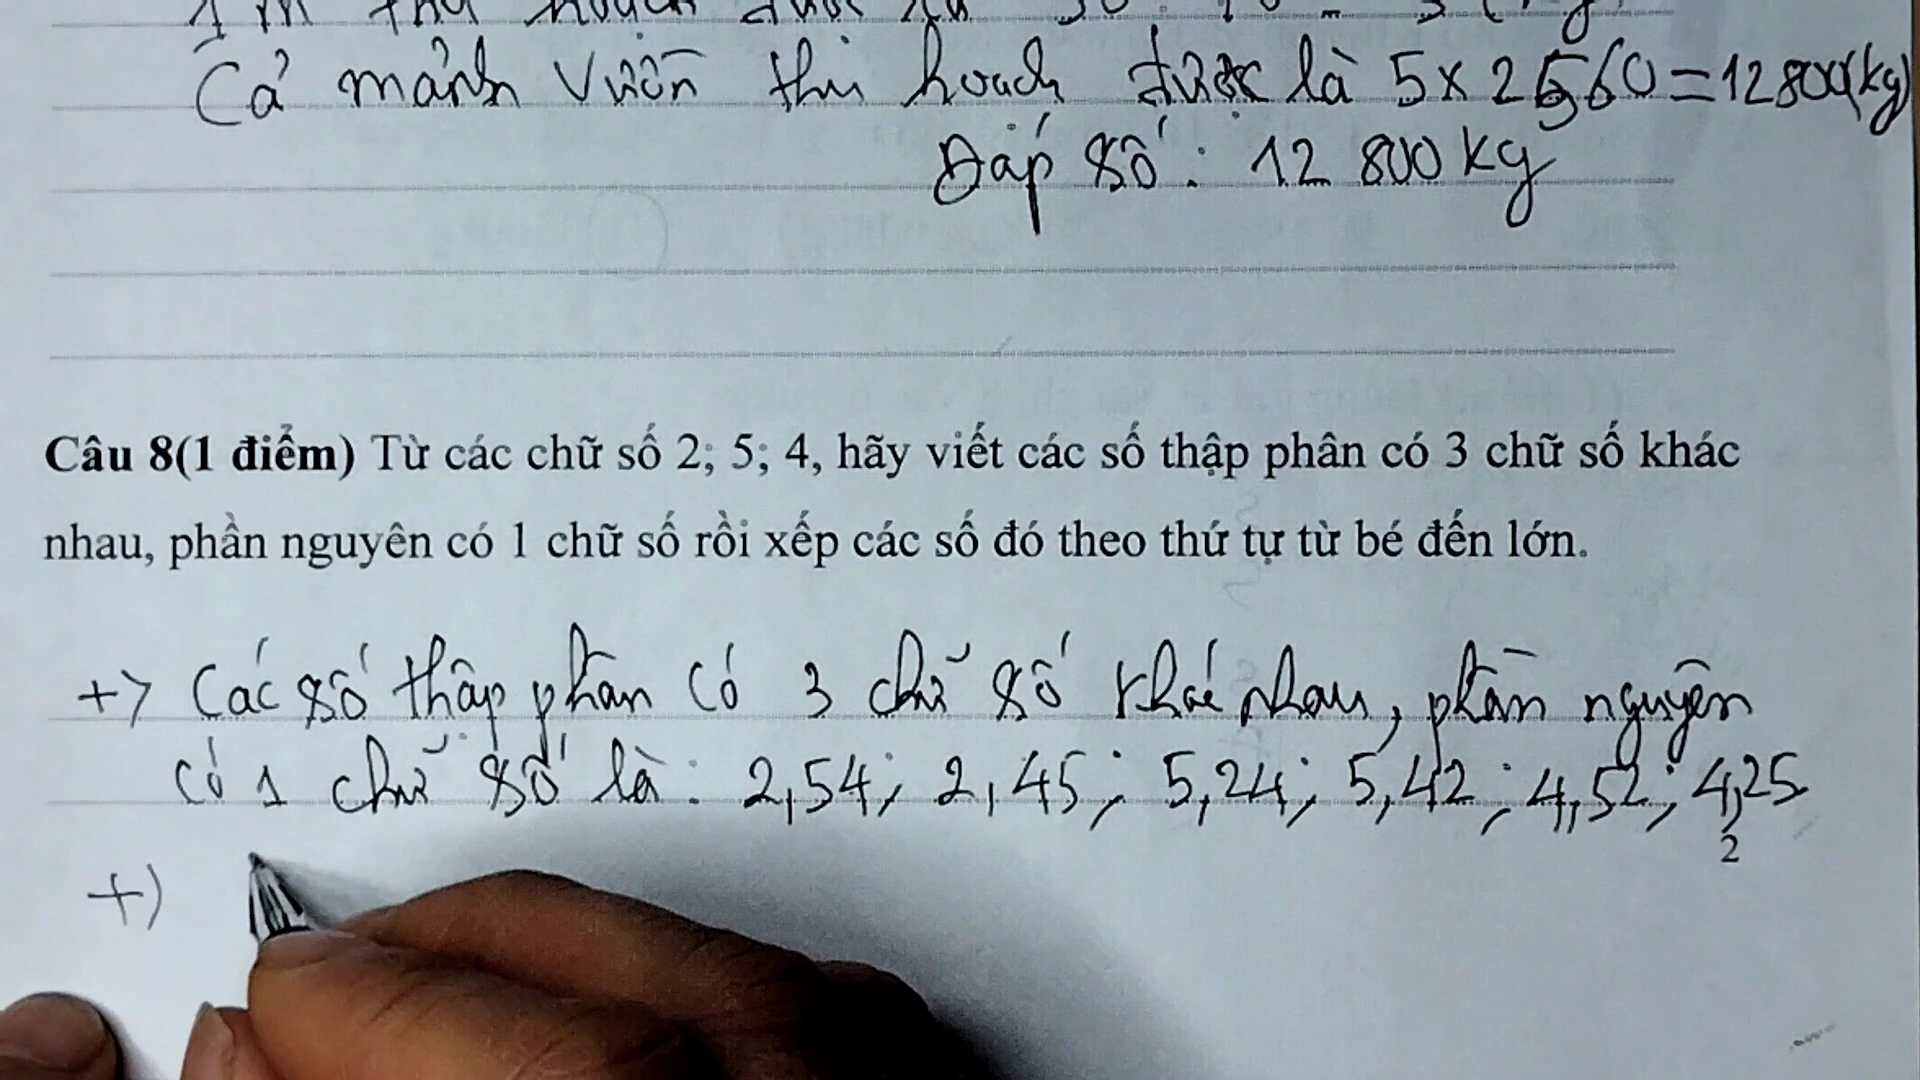 Cả mảnh vườn thu hoạch được là 5 x 2560 = 12800(kg)
Đáp số: 12 800 kg
Câu 8(1 điểm) Từ các chữ số 2; 5; 4, hãy viết các số thập phân có 3 chữ số khác
nhau, phần nguyên có 1 chữ số rồi xếp các số đó theo thứ tự từ bé đến lớn.
+> Các số thập phân có 3 chữ số khác nhau, phần nguyên
có 1 chữ số là: 2,54; 2,45; 5,24; 5,42; 4,52; 4,25
2
+)